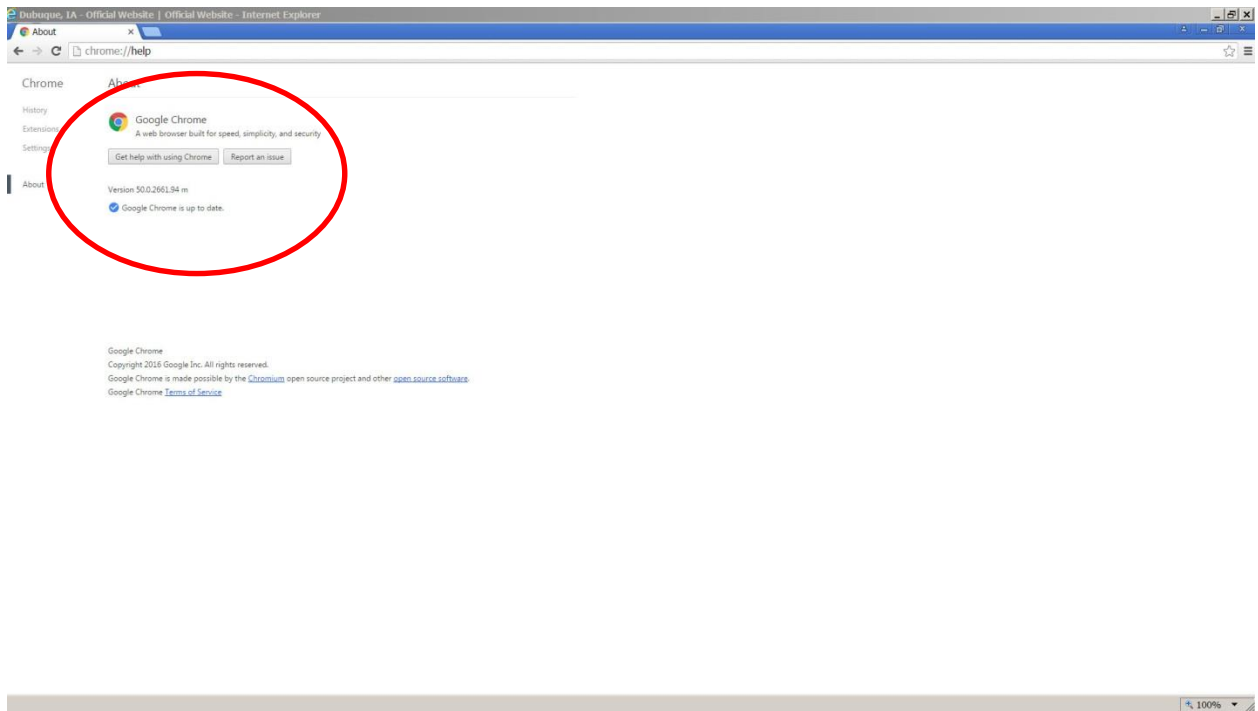 Dubuque, IA - Official Website | Official Website - Internet Explorer
About
chrome://help
Chrome
About
History
Extensions
Settings
About
Google Chrome
A web browser built for speed, simplicity, and security
Get help with using Chrome
Report an issue
Version 50.0.2661.94 m
Google Chrome is up to date.
Google Chrome
Copyright 2016 Google Inc. All rights reserved.
Google Chrome is made possible by the Chromium open source project and other open source software.
Google Chrome Terms of Service
100%